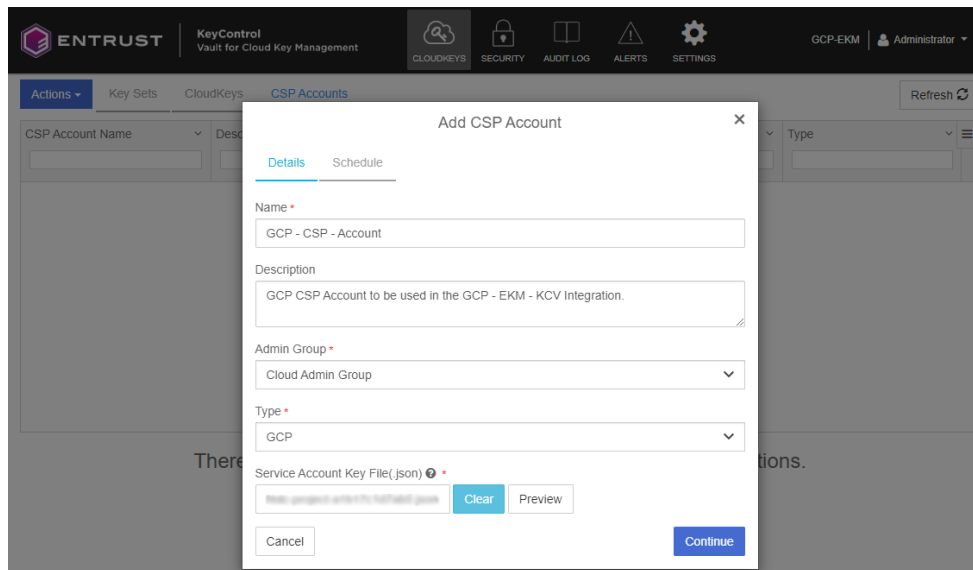 ENTRUST
KeyControl
Vault for Cloud Key Management
CLOUDKEYS
SECURITY
AUDIT LOG
ALERTS
SETTINGS
GCP-EKM
Administrator
Actions
Key Sets
CloudKeys
CSP Accounts
Refresh
CSP Account Name
Desc
Type
Add CSP Account
Details
Schedule
Name *
GCP - CSP - Account
Description
GCP CSP Account to be used in the GCP - EKM - KCV Integration.
Admin Group *
Cloud Admin Group
Type *
GCP
There
tions.
Service Account Key File(.json) ? *
Clear
Preview
Cancel
Continue